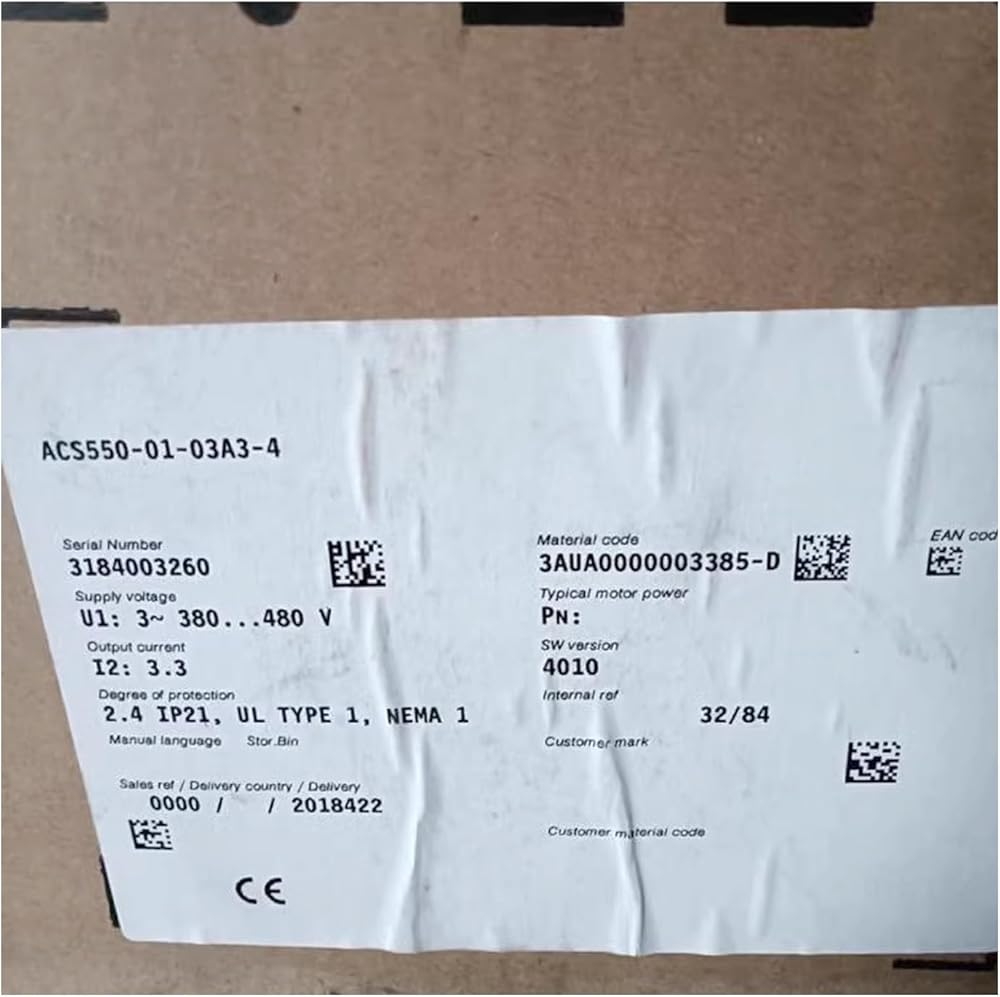 ACS550-01-03A3-4
Serial Number
3184003260
Supply voltage
U1: 3~ 380...480 V
Output current
I2: 3.3
Degree of protection
2.4 IP21, UL TYPE 1, NEMA 1
Manual language Stor.Bin
Sales ref / Delivery country / Delivery
0000 / / 2018422
CE
Material code
3AUA0000003385-D
Typical motor power
PN:
SW version
4010
Internal ref
32/84
Customer mark
Customer material code
EAN cod